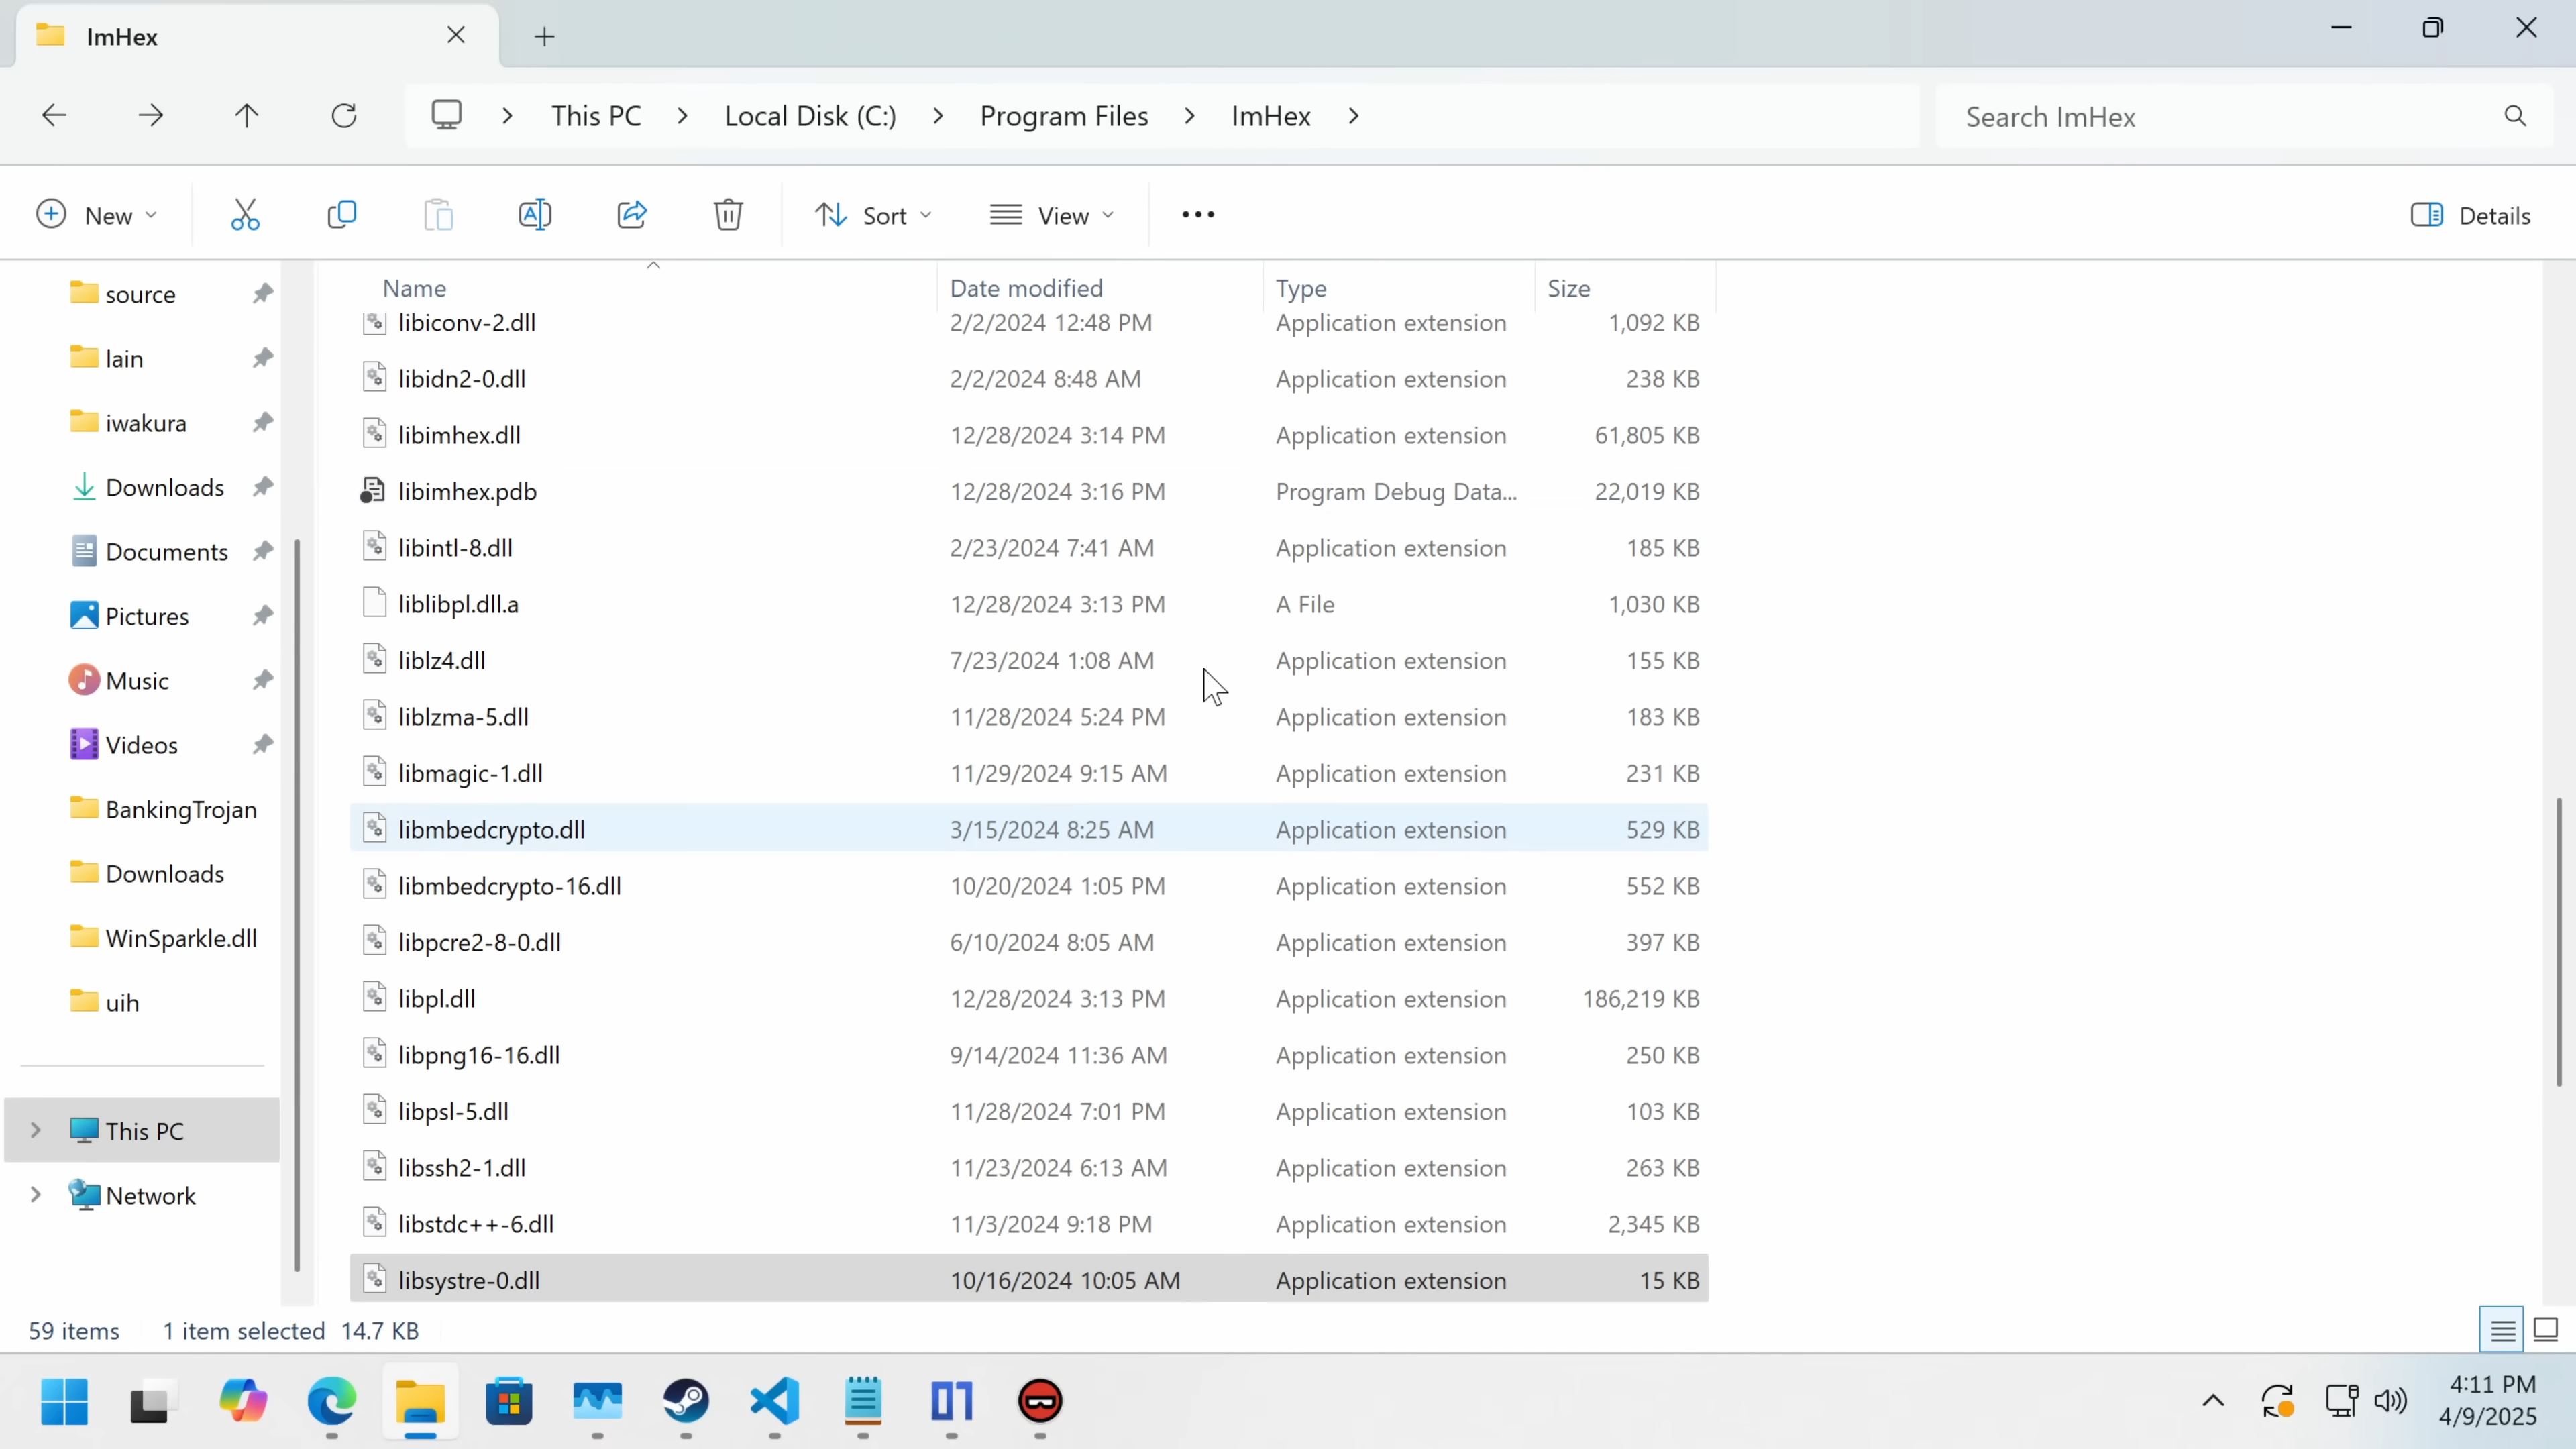 ImHex
This PC Local Disk (C:) Program Files ImHex
Search ImHex
New Sort View Details
Name Date modified Type Size
source
lain
iwakura
Downloads
Documents
Pictures
Music
Videos
BankingTrojan
Downloads
WinSparkle.dll
uih
This PC
Network
libiconv-2.dll 2/2/2024 12:48 PM Application extension 1,092 KB
libidn2-0.dll 2/2/2024 8:48 AM Application extension 238 KB
libimhex.dll 12/28/2024 3:14 PM Application extension 61,805 KB
libimhex.pdb 12/28/2024 3:16 PM Program Debug Data... 22,019 KB
libintl-8.dll 2/23/2024 7:41 AM Application extension 185 KB
liblibpl.dll.a 12/28/2024 3:13 PM A File 1,030 KB
liblz4.dll 7/23/2024 1:08 AM Application extension 155 KB
liblzma-5.dll 11/28/2024 5:24 PM Application extension 183 KB
libmagic-1.dll 11/29/2024 9:15 AM Application extension 231 KB
libmbedcrypto.dll 3/15/2024 8:25 AM Application extension 529 KB
libmbedcrypto-16.dll 10/20/2024 1:05 PM Application extension 552 KB
libpcre2-8-0.dll 6/10/2024 8:05 AM Application extension 397 KB
libpl.dll 12/28/2024 3:13 PM Application extension 186,219 KB
libpng16-16.dll 9/14/2024 11:36 AM Application extension 250 KB
libpsl-5.dll 11/28/2024 7:01 PM Application extension 103 KB
libssh2-1.dll 11/23/2024 6:13 AM Application extension 263 KB
libstdc++-6.dll 11/3/2024 9:18 PM Application extension 2,345 KB
libsystre-0.dll 10/16/2024 10:05 AM Application extension 15 KB
59 items 1 item selected 14.7 KB
4:11 PM
4/9/2025